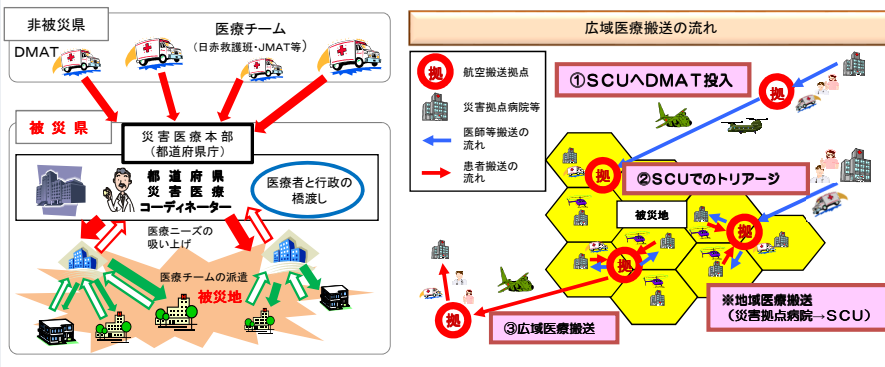 非被災県
DMAT
医療チーム
(日赤救護班・JMAT等)
被災県
災害医療本部
(都道府県庁)
都道府県
災害医療
コーディネーター
医療者と行政の
橋渡し
医療ニーズの
吸い上げ
医療チームの派遣
被災地
広域医療搬送の流れ
拠
航空搬送拠点
災害拠点病院等
医師等搬送の
流れ
患者搬送の
流れ
①SCUへDMAT投入
拠
拠
②SCUでのトリアージ
被災地
拠
拠
拠
③広域医療搬送
※地域医療搬送
(災害拠点病院→SCU)